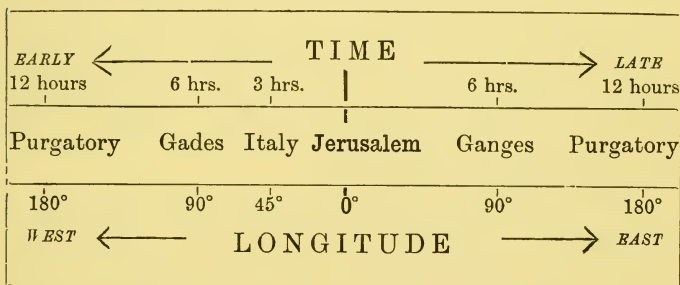 TIME
EARLY LATE
12 hours 6 hrs. 3 hrs. 6 hrs. 12 hours
Purgatory Gades Italy Jerusalem Ganges Purgatory
180° 90° 45° 0° 90° 180°
WEST LONGITUDE EAST